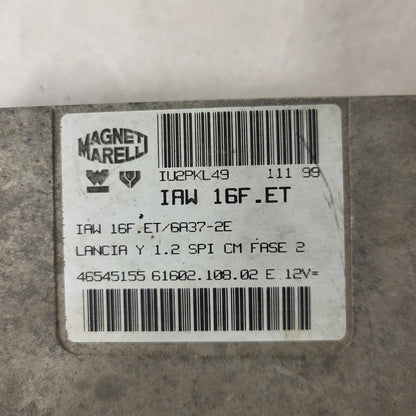 MAGNETI
MARELLI
IU2PKL49 111 99
IAW 16F.ET
IAW 16F.ET/6A37-2E
LANCIA Y 1.2 SPI CM FASE 2
46545155 61602.108.02 E 12V=